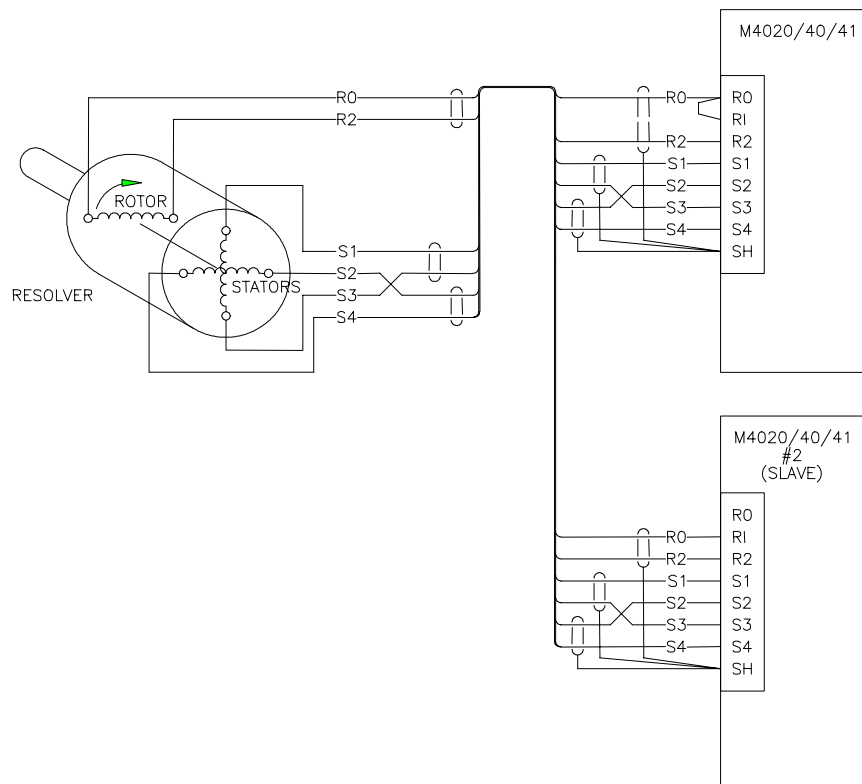 M4020/40/41
R0
R2
R0
R2
S1
S2
S3
S4
R0
RI
R2
S1
S2
S3
S4
SH
ROTOR
RESOLVER
STATORS
S1
S2
S3
S4
M4020/40/41
#2
(SLAVE)
R0
R2
S1
S2
S3
S4
R0
RI
R2
S1
S2
S3
S4
SH